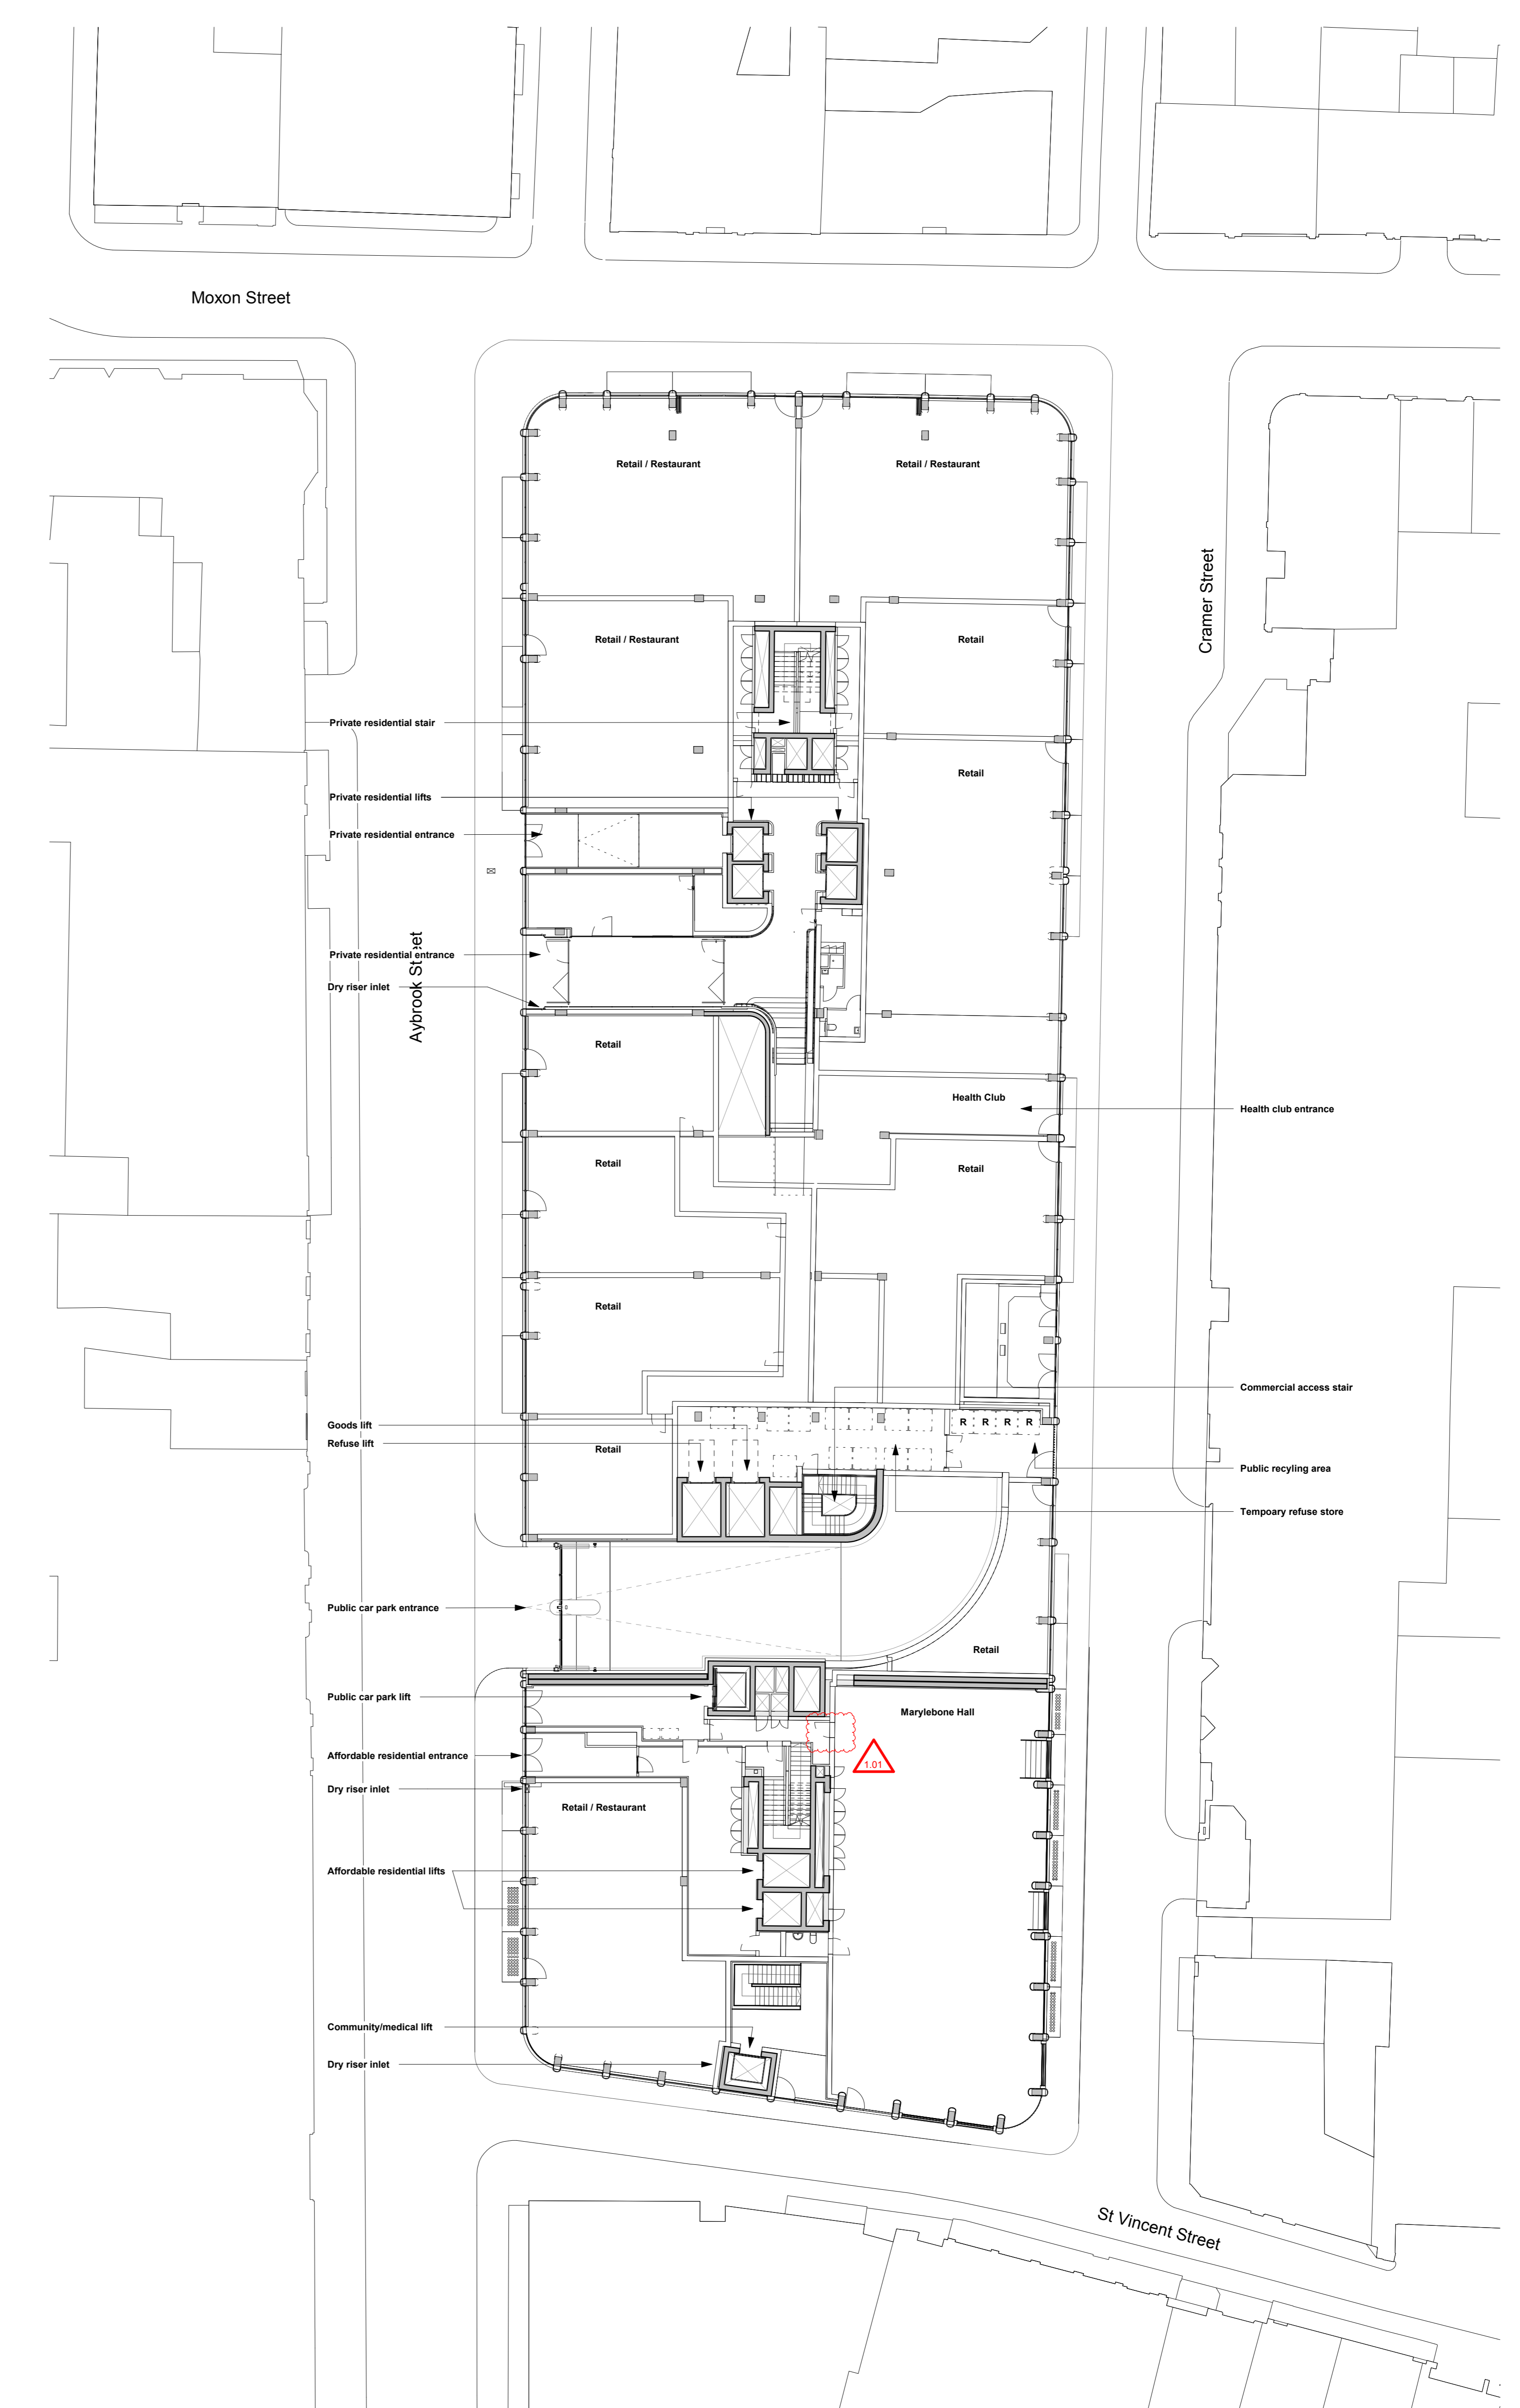 Moxon Street
Retail / Restaurant
Retail / Restaurant
Cramer Street
Retail / Restaurant
Retail
Private residential stair
Retail
Private residential lifts
Private residential entrance
Aybrook Street
Private residential entrance
Dry riser inlet
Retail
Health Club
Health club entrance
Retail
Retail
Retail
Commercial access stair
R R R R
Goods lift
Refuse lift
Retail
Public recyling area
Tempoary refuse store
Public car park entrance
Retail
Public car park lift
Marylebone Hall
Affordable residential entrance
1.01
Dry riser inlet
Retail / Restaurant
Affordable residential lifts
Community/medical lift
Dry riser inlet
St Vincent Street